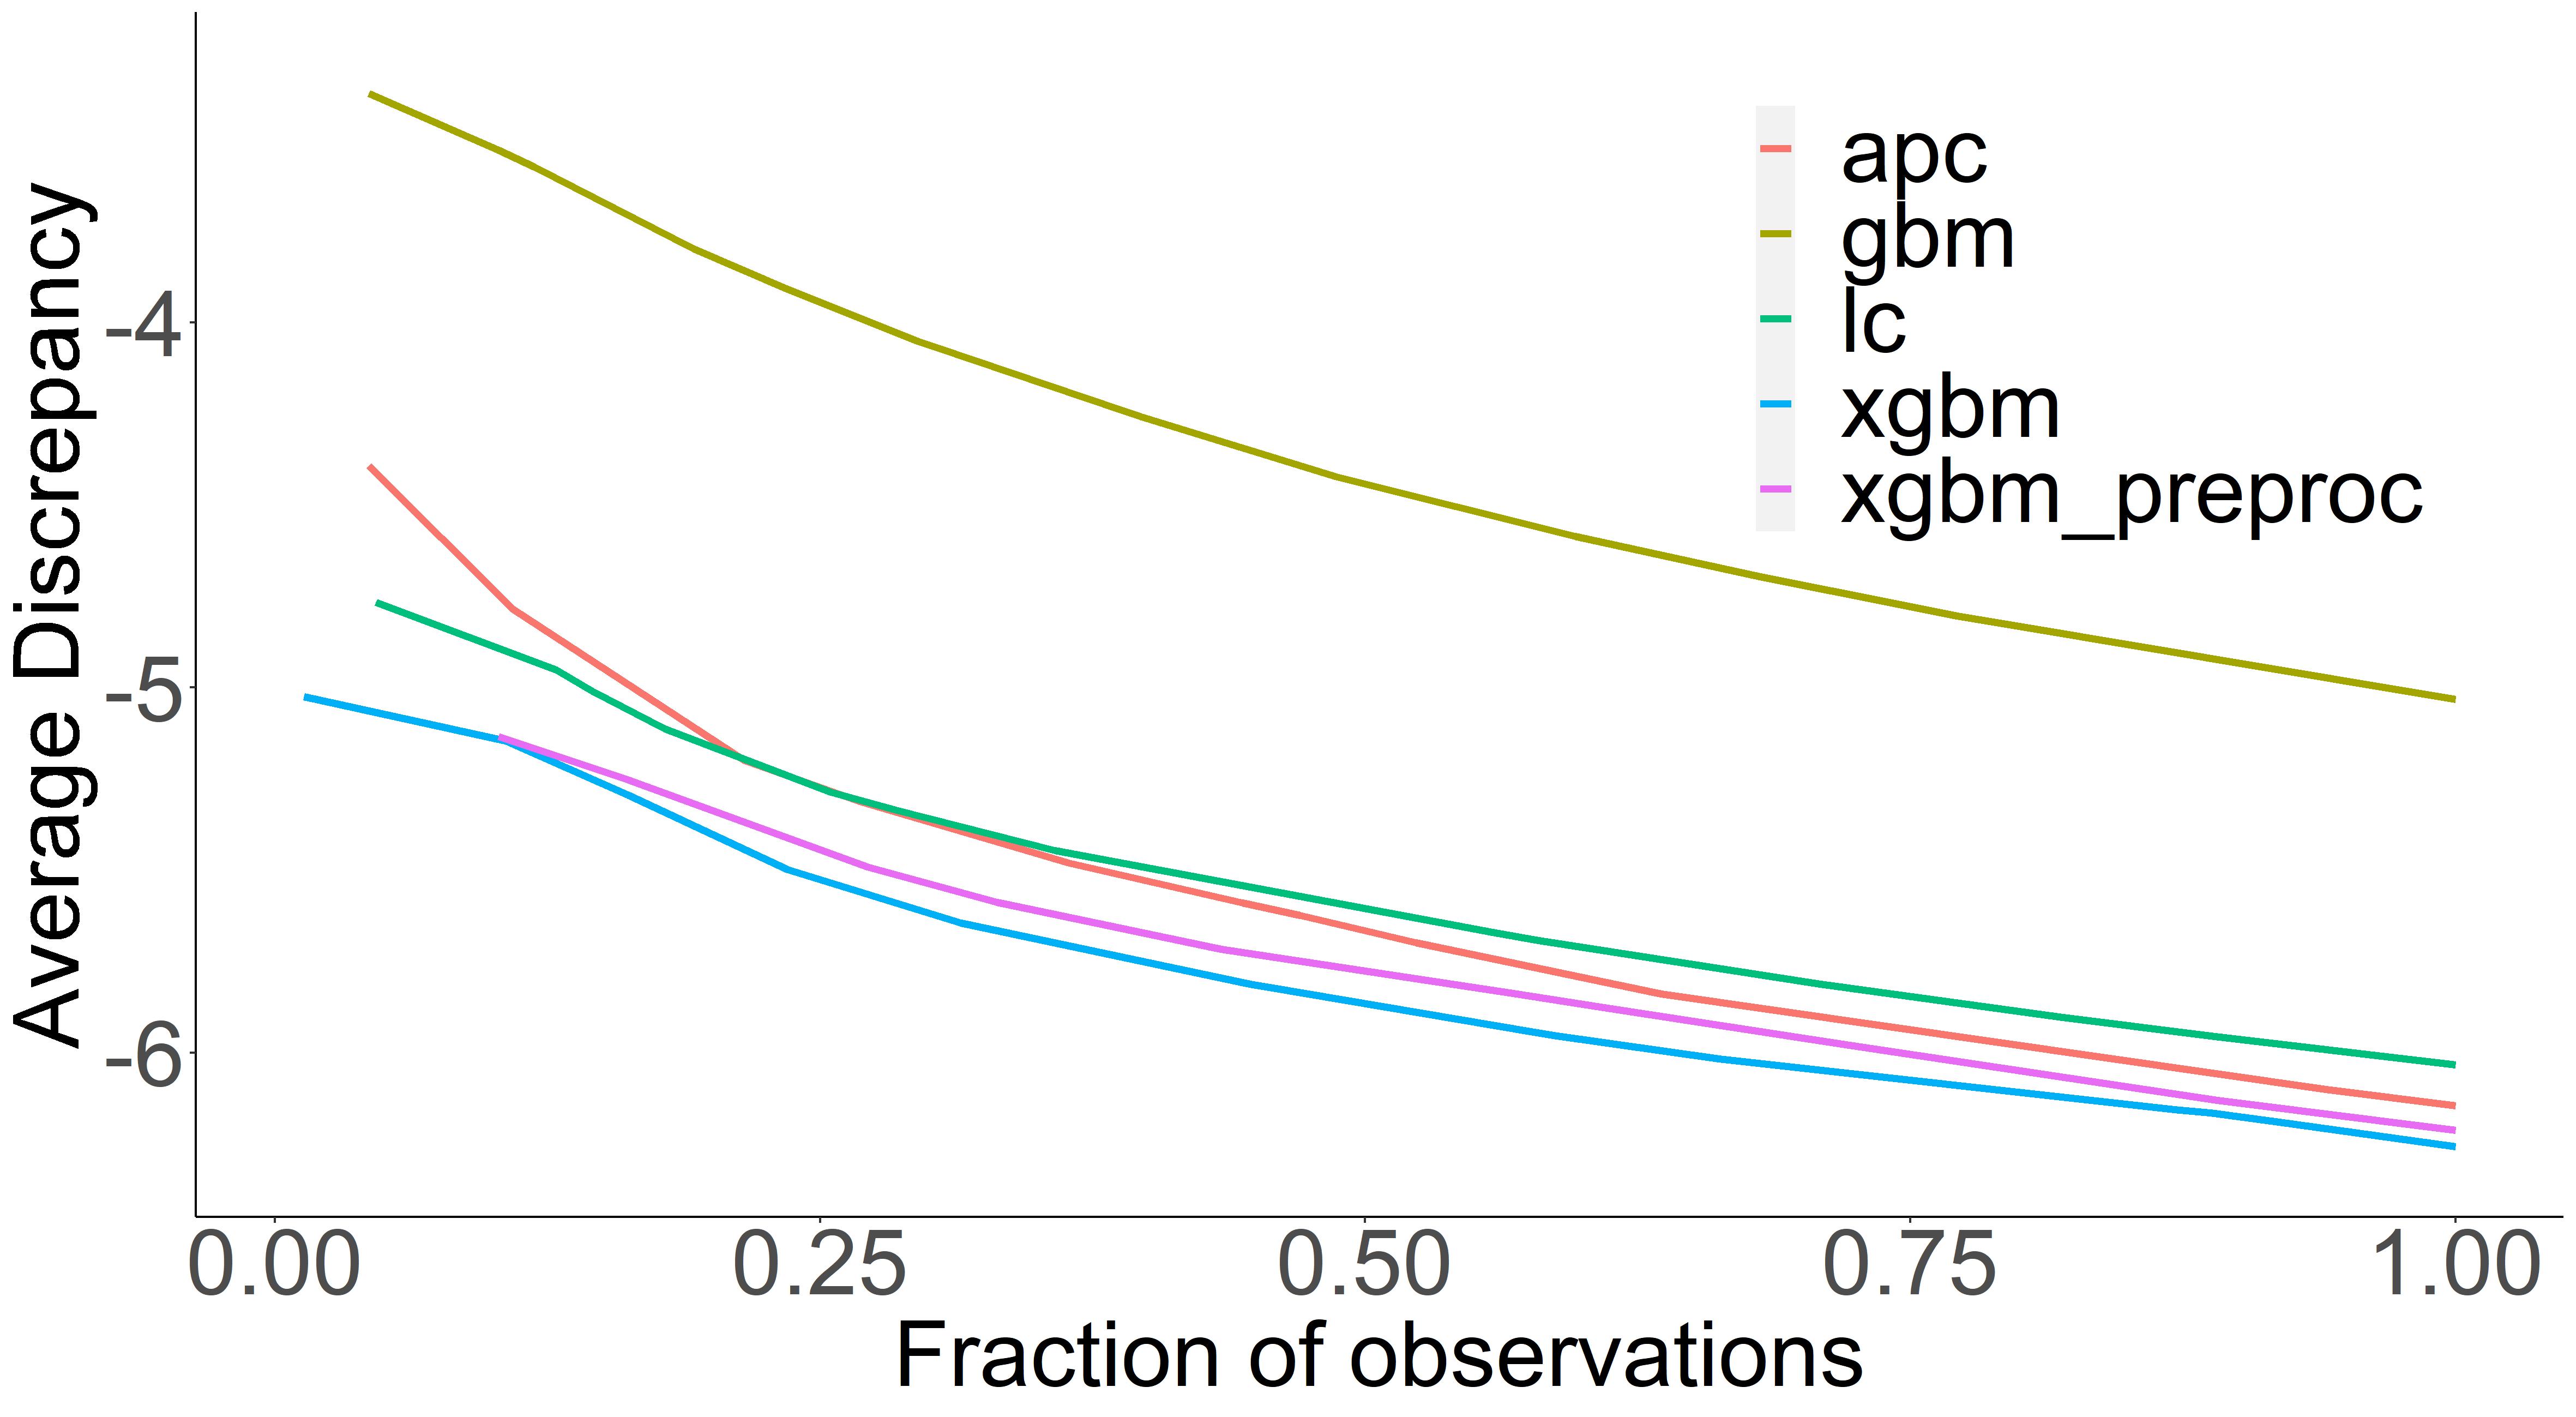 Average Discrepancy
-4
-5
-6
apc
gbm
lc
xgbm
xgbm_preproc
0.00 0.25 0.50 0.75 1.00
Fraction of observations